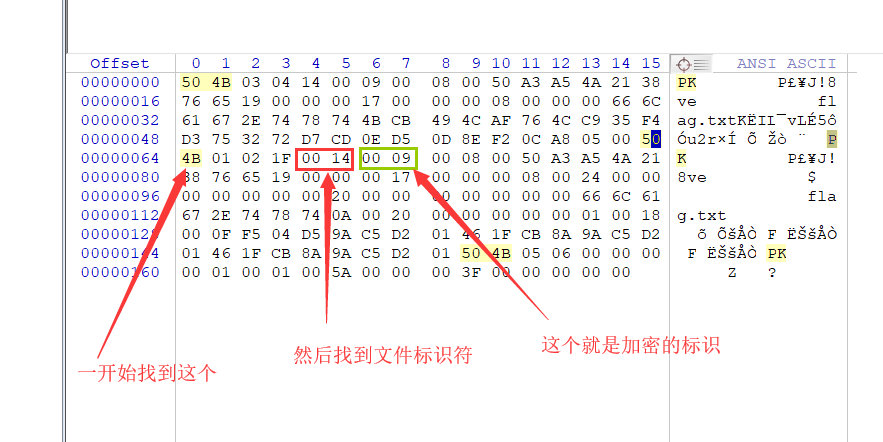 Offset 0 1 2 3 4 5 6 7 8 9 10 11 12 13 14 15 ANSI ASCII
00000000 50 4B 03 04 14 00 09 00 08 00 50 A3 A5 4A 21 38 PK P£¥J!8
00000016 76 65 19 00 00 00 17 00 00 00 08 00 00 00 66 6C ve fl
00000032 61 67 2E 74 78 74 4B CB 49 4C AF 76 4C C9 35 F4 ag.txtKËIL¯vLÉ5ô
00000048 D3 75 32 72 D7 CD 0E D5 0D 8E F2 0C A8 05 00 50 Óu2r×Í Õ Žò ¨ P
00000064 4B 01 02 1F 00 14 00 09 00 08 00 50 A3 A5 4A 21 K P£¥J!
00000080 38 76 65 19 00 00 00 17 00 00 00 08 00 24 00 00 8ve $
00000096 00 00 00 00 00 20 00 00 00 00 00 00 00 66 6C 61 fla
00000112 67 2E 74 78 74 0A 00 20 00 00 00 00 00 01 00 18 g.txt
00000128 00 0F F5 04 D5 9A C5 D2 01 46 1F CB 8A 9A C5 D2 õ ÕšÅÒ F ËŠšÅÒ
00000144 01 46 1F CB 8A 9A C5 D2 01 50 4B 05 06 00 00 00 F ËŠšÅÒ PK
00000160 00 01 00 01 00 5A 00 00 00 3F 00 00 00 00 00 Z ?
一开始找到这个
然后找到文件标识符
这个就是加密的标识